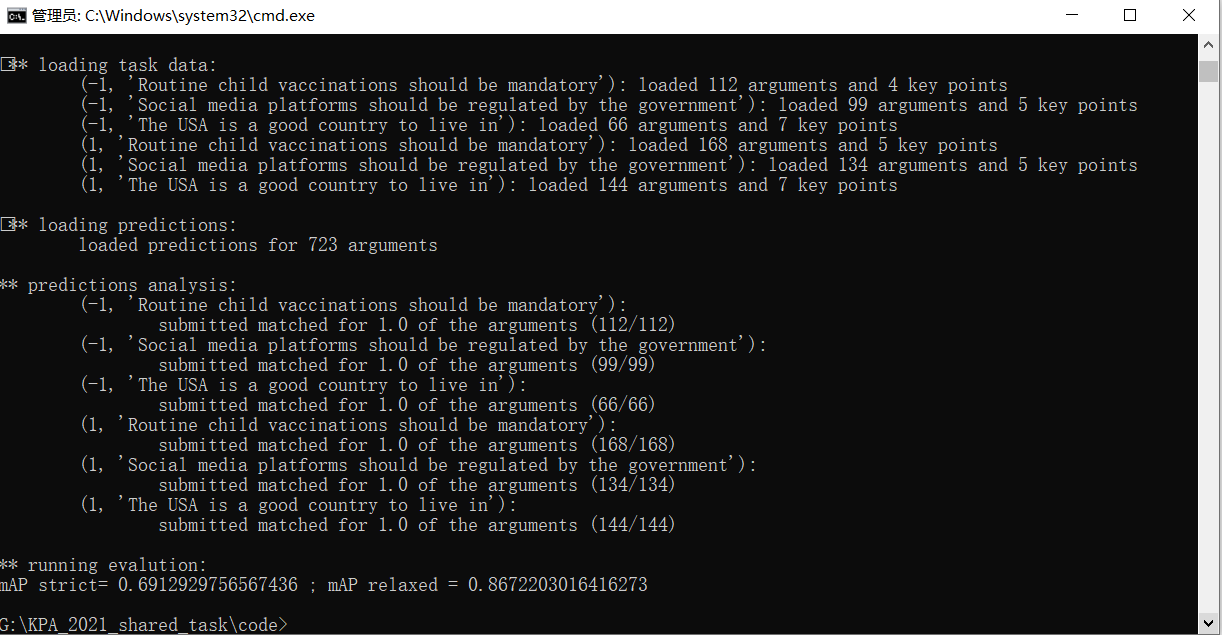 管理员: C:\Windows\system32\cmd.exe
** loading task data:
(-1, 'Routine child vaccinations should be mandatory'): loaded 112 arguments and 4 key points
(-1, 'Social media platforms should be regulated by the government'): loaded 99 arguments and 5 key points
(-1, 'The USA is a good country to live in'): loaded 66 arguments and 7 key points
(1, 'Routine child vaccinations should be mandatory'): loaded 168 arguments and 5 key points
(1, 'Social media platforms should be regulated by the government'): loaded 134 arguments and 5 key points
(1, 'The USA is a good country to live in'): loaded 144 arguments and 7 key points
** loading predictions:
loaded predictions for 723 arguments
** predictions analysis:
(-1, 'Routine child vaccinations should be mandatory'):
submitted matched for 1.0 of the arguments (112/112)
(-1, 'Social media platforms should be regulated by the government'):
submitted matched for 1.0 of the arguments (99/99)
(-1, 'The USA is a good country to live in'):
submitted matched for 1.0 of the arguments (66/66)
(1, 'Routine child vaccinations should be mandatory'):
submitted matched for 1.0 of the arguments (168/168)
(1, 'Social media platforms should be regulated by the government'):
submitted matched for 1.0 of the arguments (134/134)
(1, 'The USA is a good country to live in'):
submitted matched for 1.0 of the arguments (144/144)
** running evalution:
mAP strict= 0.6912929756567436 ; mAP relaxed = 0.8672203016416273
G:\KPA_2021_shared_task\code>